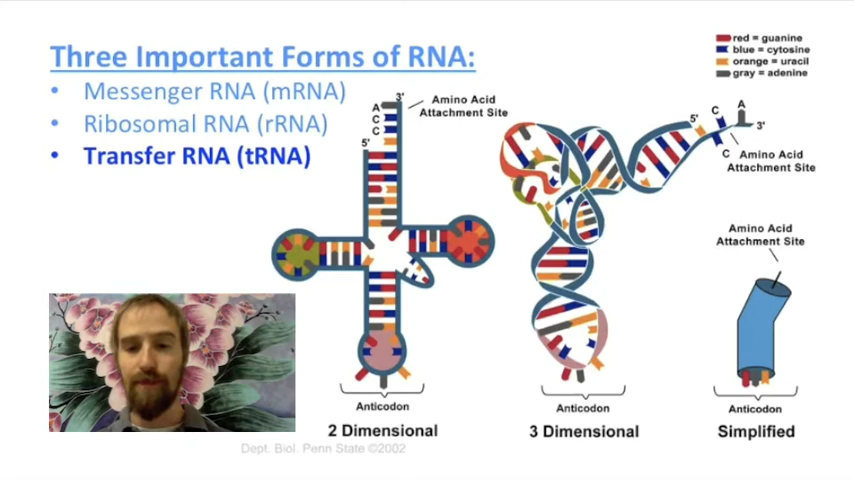 Three Important Forms of RNA:
• Messenger RNA (mRNA)
• Ribosomal RNA (rRNA)
• Transfer RNA (tRNA)
red = guanine
blue = cytosine
orange = uracil
gray = adenine
3'
A
C
C
5'
Amino Acid
Attachment Site
5'
C
A
3'
C
Amino Acid
Attachment Site
Amino Acid
Attachment Site
Anticodon
2 Dimensional
Anticodon
3 Dimensional
Anticodon
Simplified
Dept. Biol. Penn State ©2002